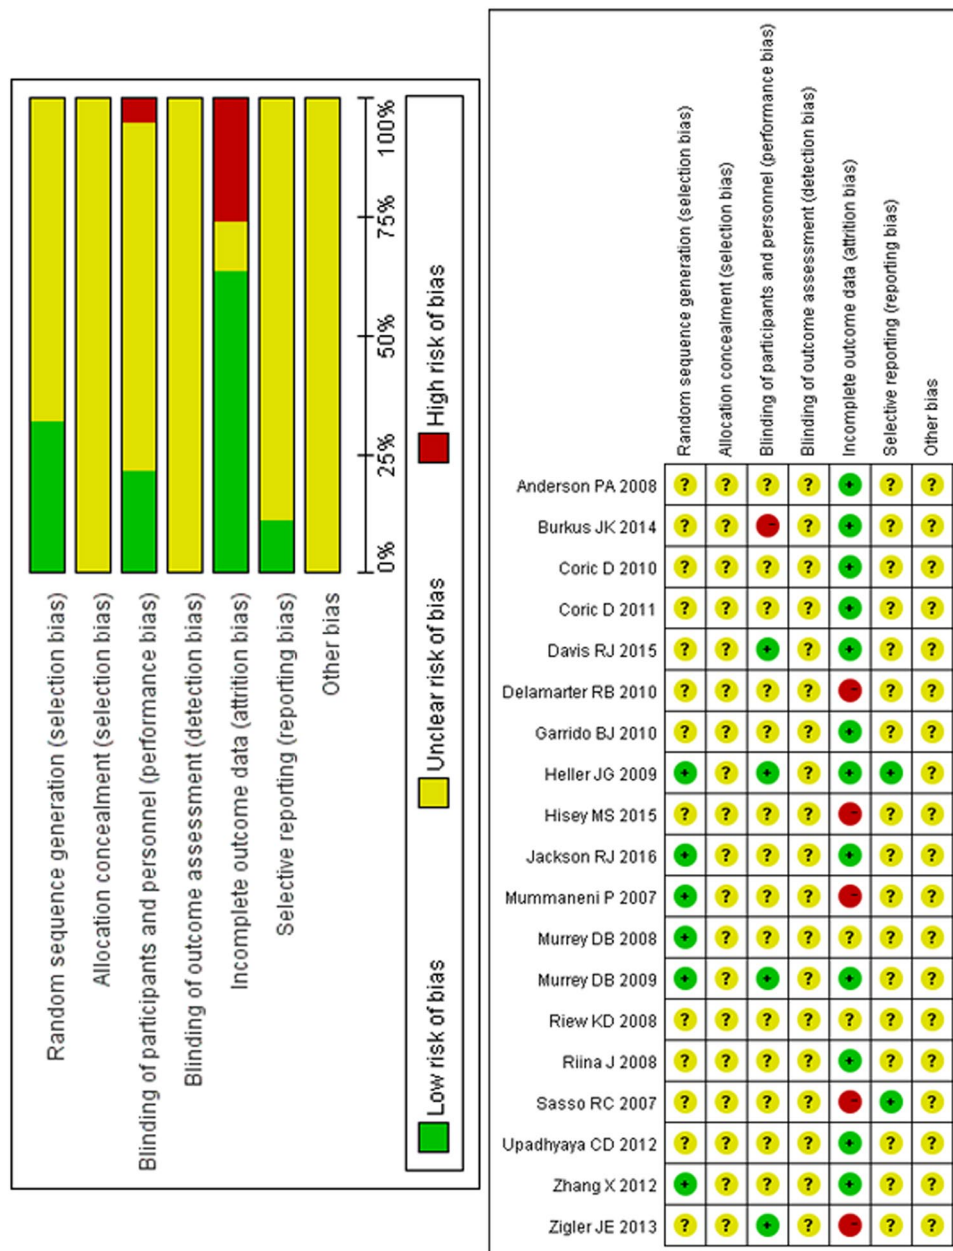 Random sequence generation (selection bias)
Allocation concealment (selection bias)
Blinding of participants and personnel (performance bias)
Blinding of outcome assessment (detection bias)
Incomplete outcome data (attrition bias)
Selective reporting (reporting bias)
Other bias
0% 25% 50% 75% 100%
Low risk of bias Unclear risk of bias High risk of bias
Random sequence generation (selection bias)
Allocation concealment (selection bias)
Blinding of participants and personnel (performance bias)
Blinding of outcome assessment (detection bias)
Incomplete outcome data (attrition bias)
Selective reporting (reporting bias)
Other bias
Anderson PA 2008 ? ? ? ? + ? ?
Burkus JK 2014 ? ? - ? + ? ?
Coric D 2010 ? ? ? ? + ? ?
Coric D 2011 ? ? ? ? + ? ?
Davis RJ 2015 ? ? + ? + ? ?
Delamarter RB 2010 ? ? ? ? - ? ?
Garrido BJ 2010 ? ? ? ? + ? ?
Heller JG 2009 + ? + ? + + ?
Hisey MS 2015 ? ? ? ? - ? ?
Jackson RJ 2016 + ? ? ? + ? ?
Mummaneni P 2007 + ? ? ? - ? ?
Murrey DB 2008 + ? ? ? ? ? ?
Murrey DB 2009 + ? + ? + ? ?
Riew KD 2008 ? ? ? ? ? ? ?
Riina J 2008 ? ? ? ? + ? ?
Sasso RC 2007 ? ? ? ? - + ?
Upadhyaya CD 2012 ? ? ? ? + ? ?
Zhang X 2012 + ? ? ? + ? ?
Zigler JE 2013 ? ? + ? - ? ?